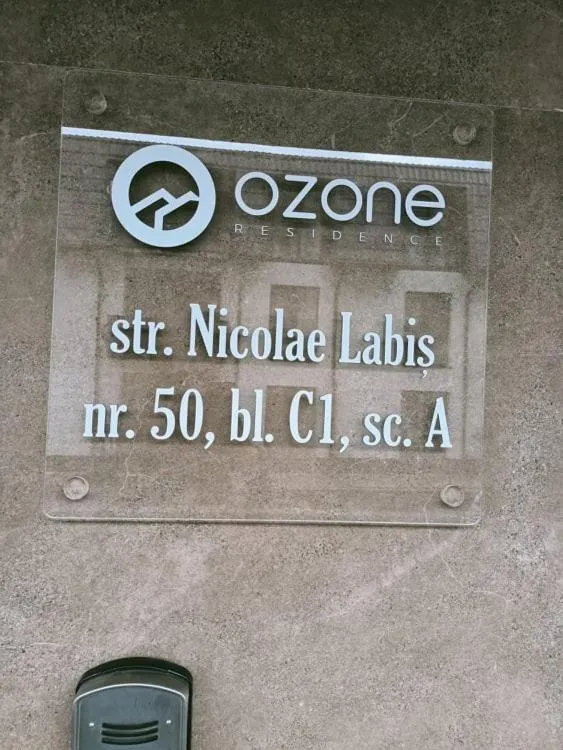 ozone
RESIDENCE
str. Nicolae Labiș
nr. 50, bl. C1, sc. A